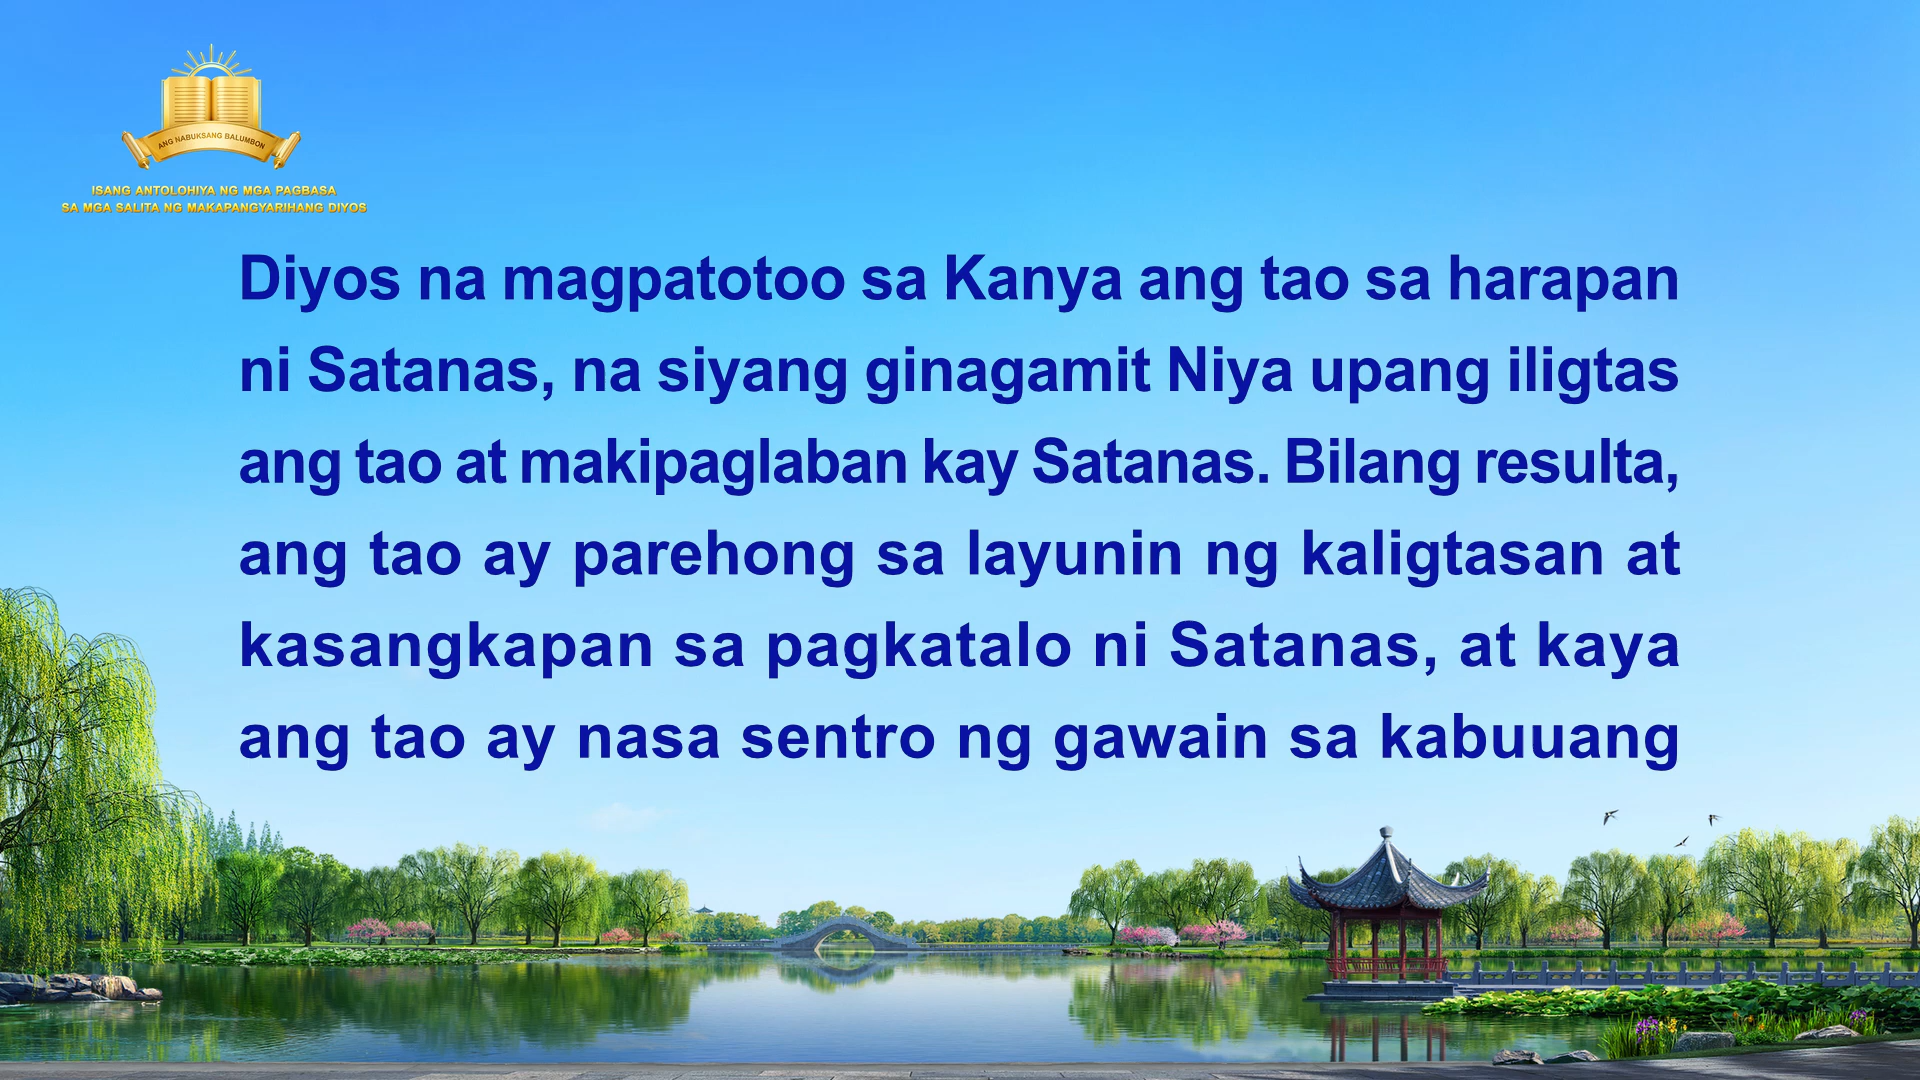 ANG NABUKSANG BALUMBON
ISANG ANTOLOHIYA NG MGA PAGBASA
SA MGA SALITA NG MAKAPANGYARIHANG DIYOS
Diyos na magpatotoo sa Kanya ang tao sa harapan
ni Satanas, na siyang ginagamit Niya upang iligtas
ang tao at makipaglaban kay Satanas. Bilang resulta,
ang tao ay parehong sa layunin ng kaligtasan at
kasangkapan sa pagkatalo ni Satanas, at kaya
ang tao ay nasa sentro ng gawain sa kabuuang